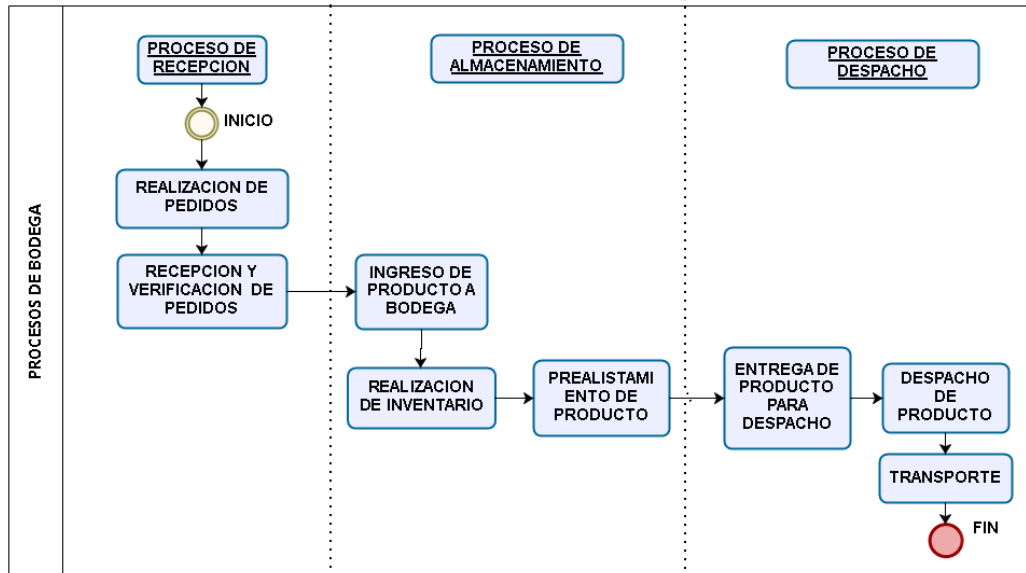 PROCESOS DE BODEGA
PROCESO DE
RECEPCION
INICIO
REALIZACION DE
PEDIDOS
RECEPCION Y
VERIFICACION DE
PEDIDOS
PROCESO DE
ALMACENAMIENTO
INGRESO DE
PRODUCTO A
BODEGA
REALIZACION
DE INVENTARIO
PREALISTAMI
ENTO DE
PRODUCTO
PROCESO DE
DESPACHO
ENTREGA DE
PRODUCTO
PARA
DESPACHO
DESPACHO
DE
PRODUCTO
TRANSPORTE
FIN